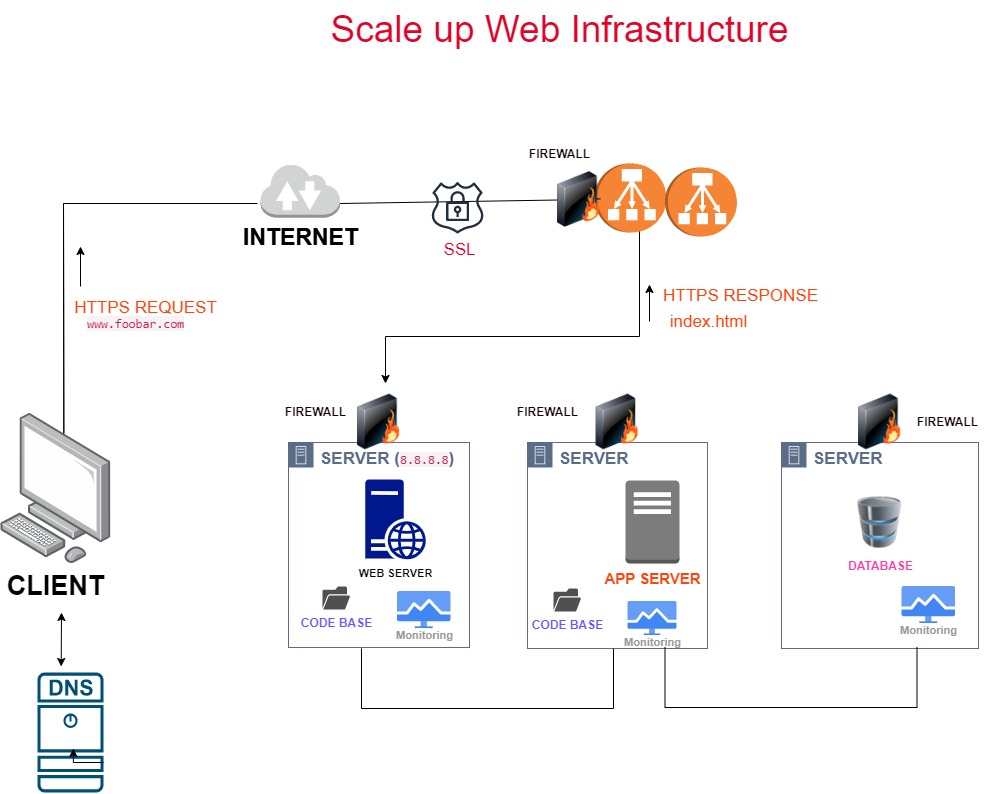 Scale up Web Infrastructure
FIREWALL
INTERNET
SSL
HTTPS REQUEST
www.foobar.com
HTTPS RESPONSE
index.html
FIREWALL
FIREWALL
FIREWALL
SERVER (8.8.8.8)
SERVER
SERVER
WEB SERVER
APP SERVER
DATABASE
CODE BASE
Monitoring
CODE BASE
Monitoring
Monitoring
CLIENT
DNS